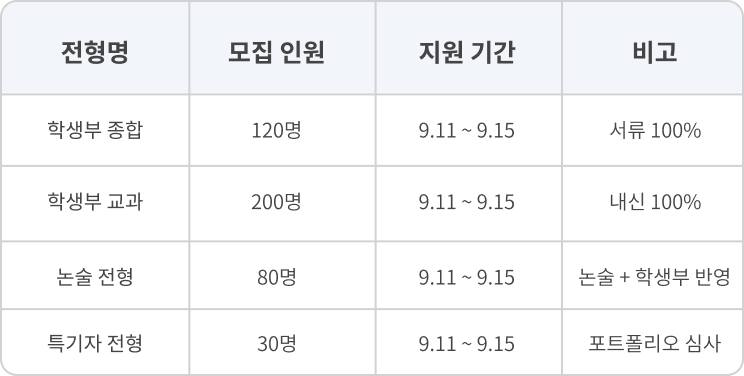 전형명 모집 인원 지원 기간 비고
학생부 종합 120명 9.11 ~ 9.15 서류 100%
학생부 교과 200명 9.11 ~ 9.15 내신 100%
논술 전형 80명 9.11 ~ 9.15 논술 + 학생부 반영
특기자 전형 30명 9.11 ~ 9.15 포트폴리오 심사